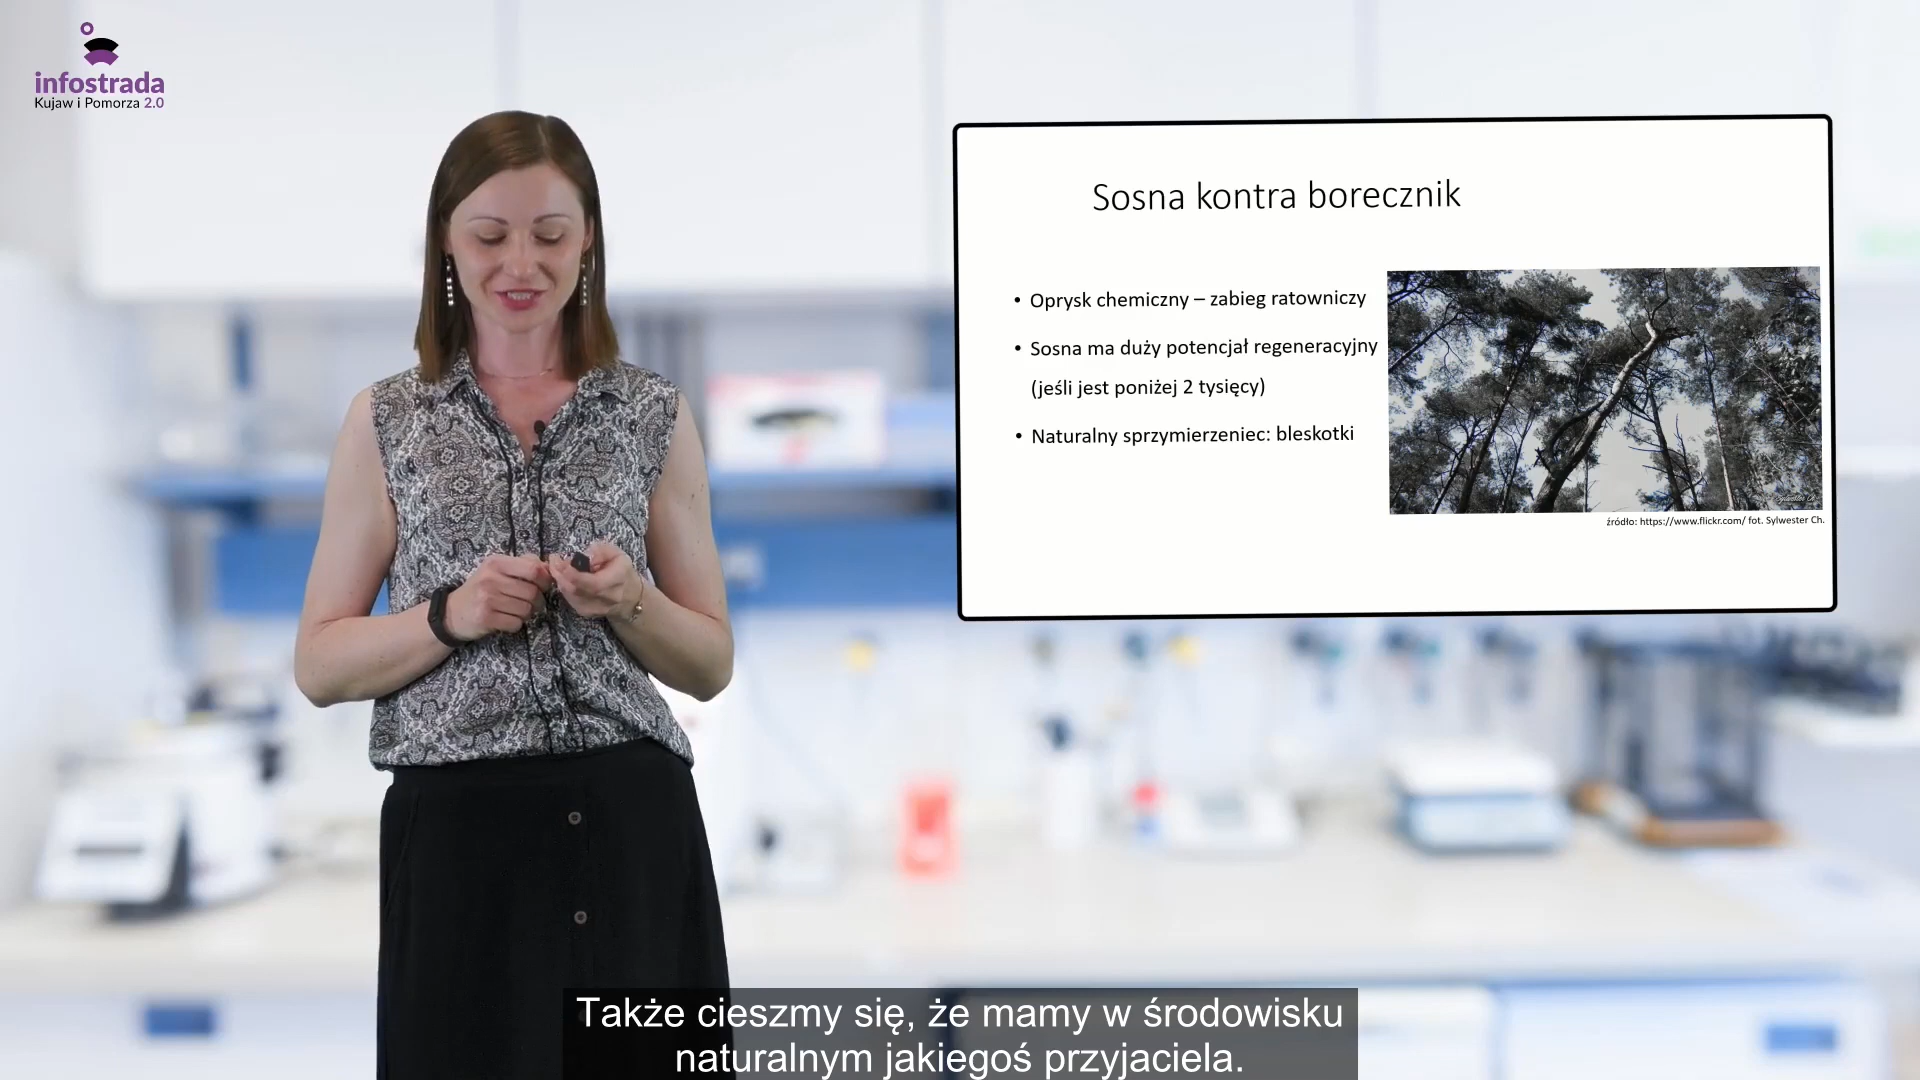 infostrada
Kujaw i Pomorza 2.0
Sosna kontra borecznik
• Oprysk chemiczny – zabieg ratowniczy
• Sosna ma duży potencjał regeneracyjny
(jeśli jest poniżej 2 tysięcy)
• Naturalny sprzymierzeniec: bleskotki
Sylwester Ch.
źródło: https://www.flickr.com/ fot. Sylwester Ch.
Także cieszmy się, że mamy w środowisku
naturalnym jakiegoś przyjaciela.